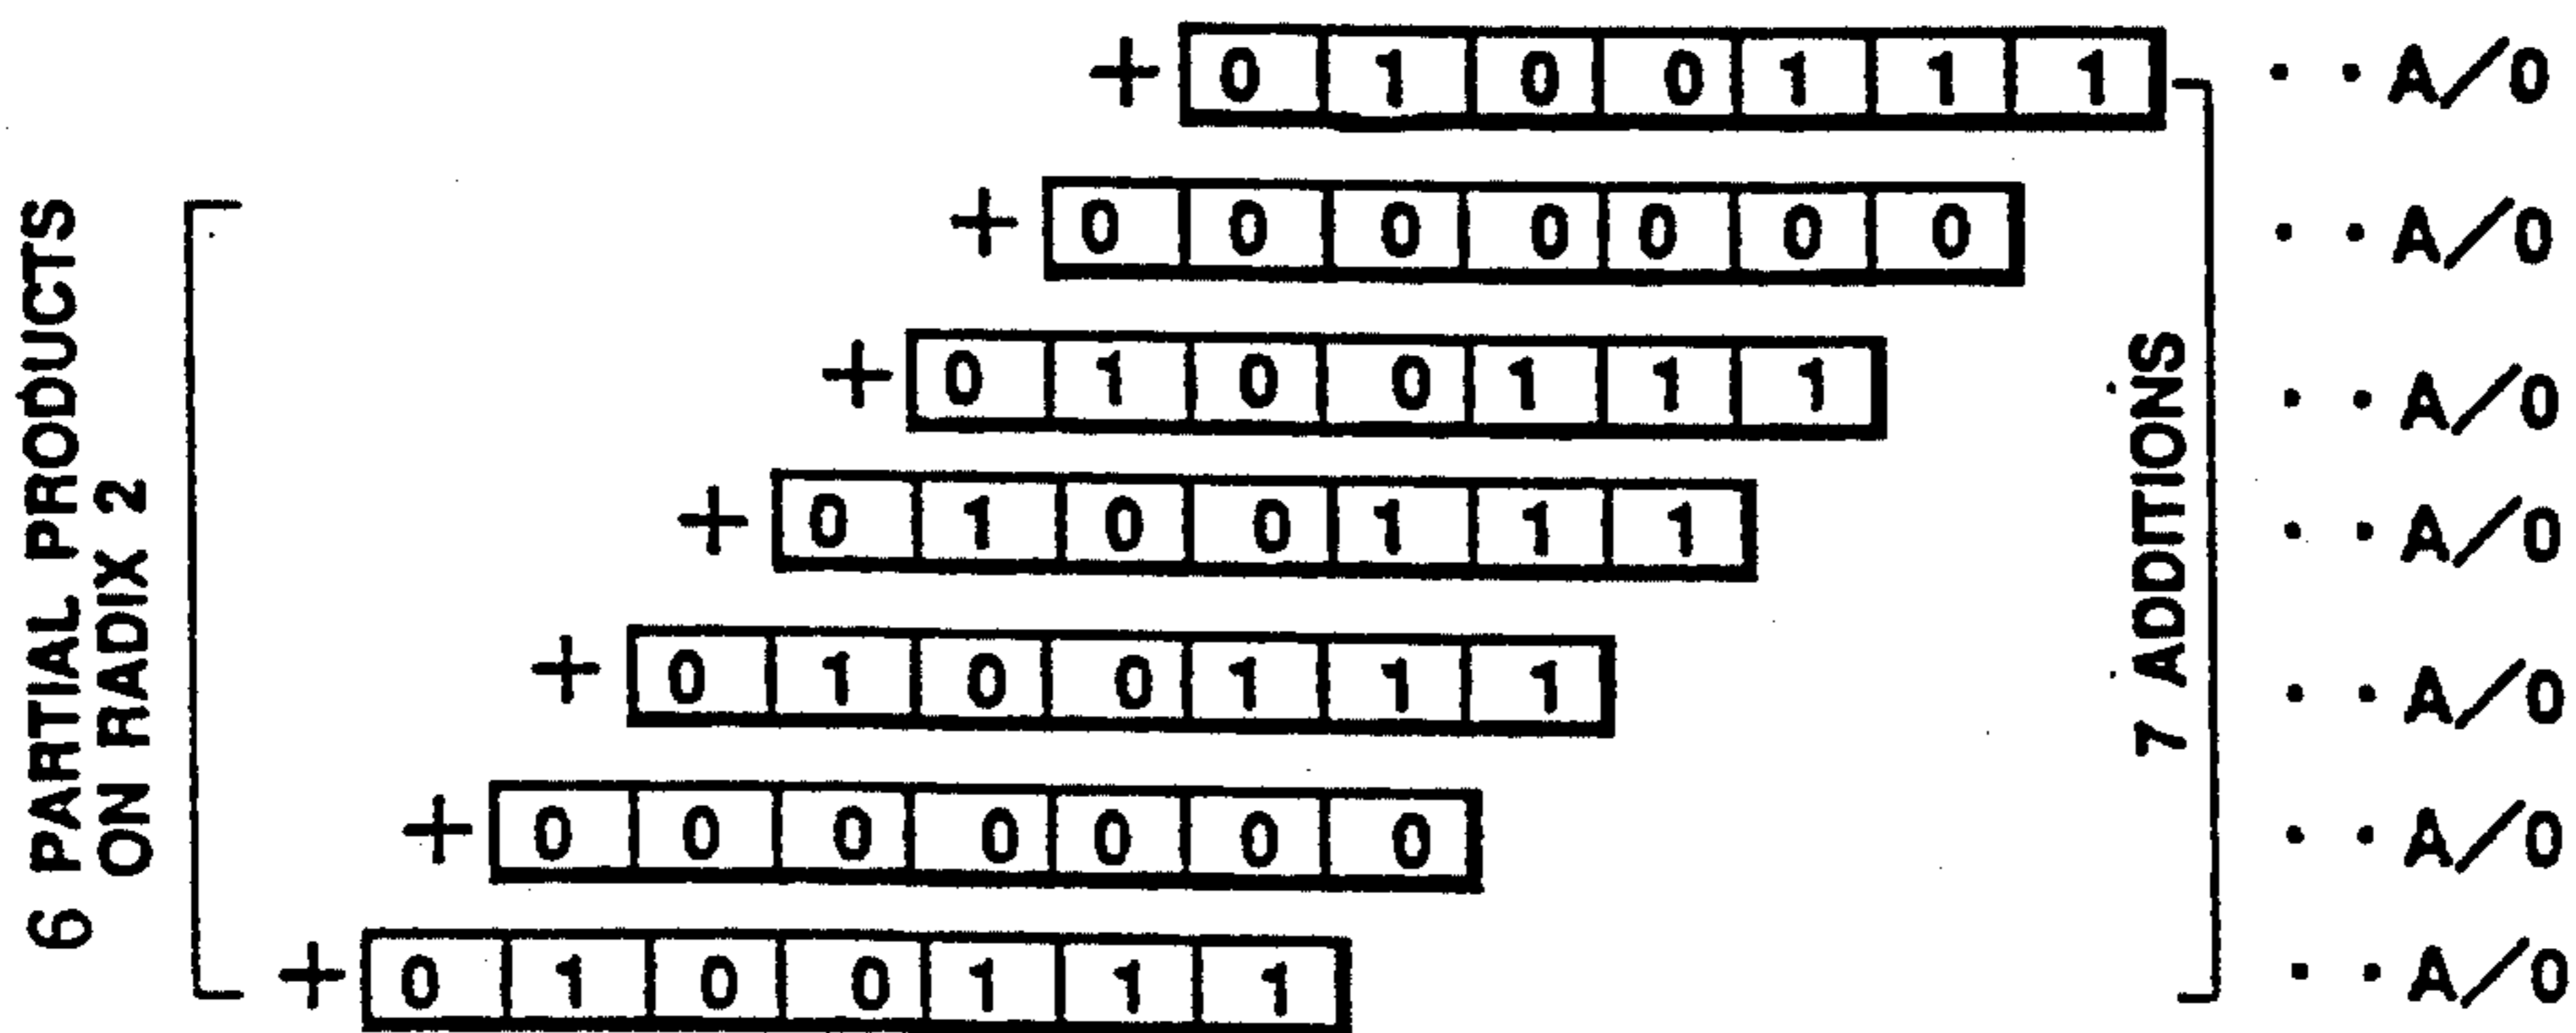 6 PARTIAL PRODUCTS
ON RADIX 2
+ 0 1 0 0 1 1 1 · · A/0
+ 0 0 0 0 0 0 0 · · A/0
+ 0 1 0 0 1 1 1 · · A/0
+ 0 1 0 0 1 1 1 · · A/0
+ 0 1 0 0 1 1 1 · · A/0
+ 0 0 0 0 0 0 0 · · A/0
+ 0 1 0 0 1 1 1 · · A/0
7 ADDITIONS